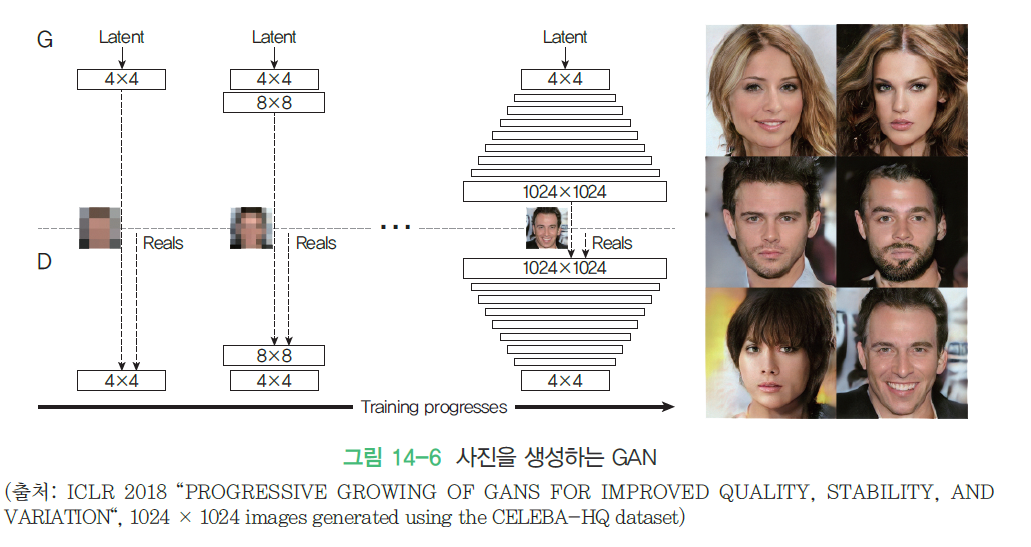 G
Latent
Latent
Latent
4×4
4×4
4×4
8×8
1024×1024
Reals
Reals
...
Reals
D
1024×1024
8×8
4×4
4×4
4×4
Training progresses
그림 14-6 사진을 생성하는 GAN
(출처: ICLR 2018 “PROGRESSIVE GROWING OF GANS FOR IMPROVED QUALITY, STABILITY, AND
VARIATION“, 1024 × 1024 images generated using the CELEBA-HQ dataset)